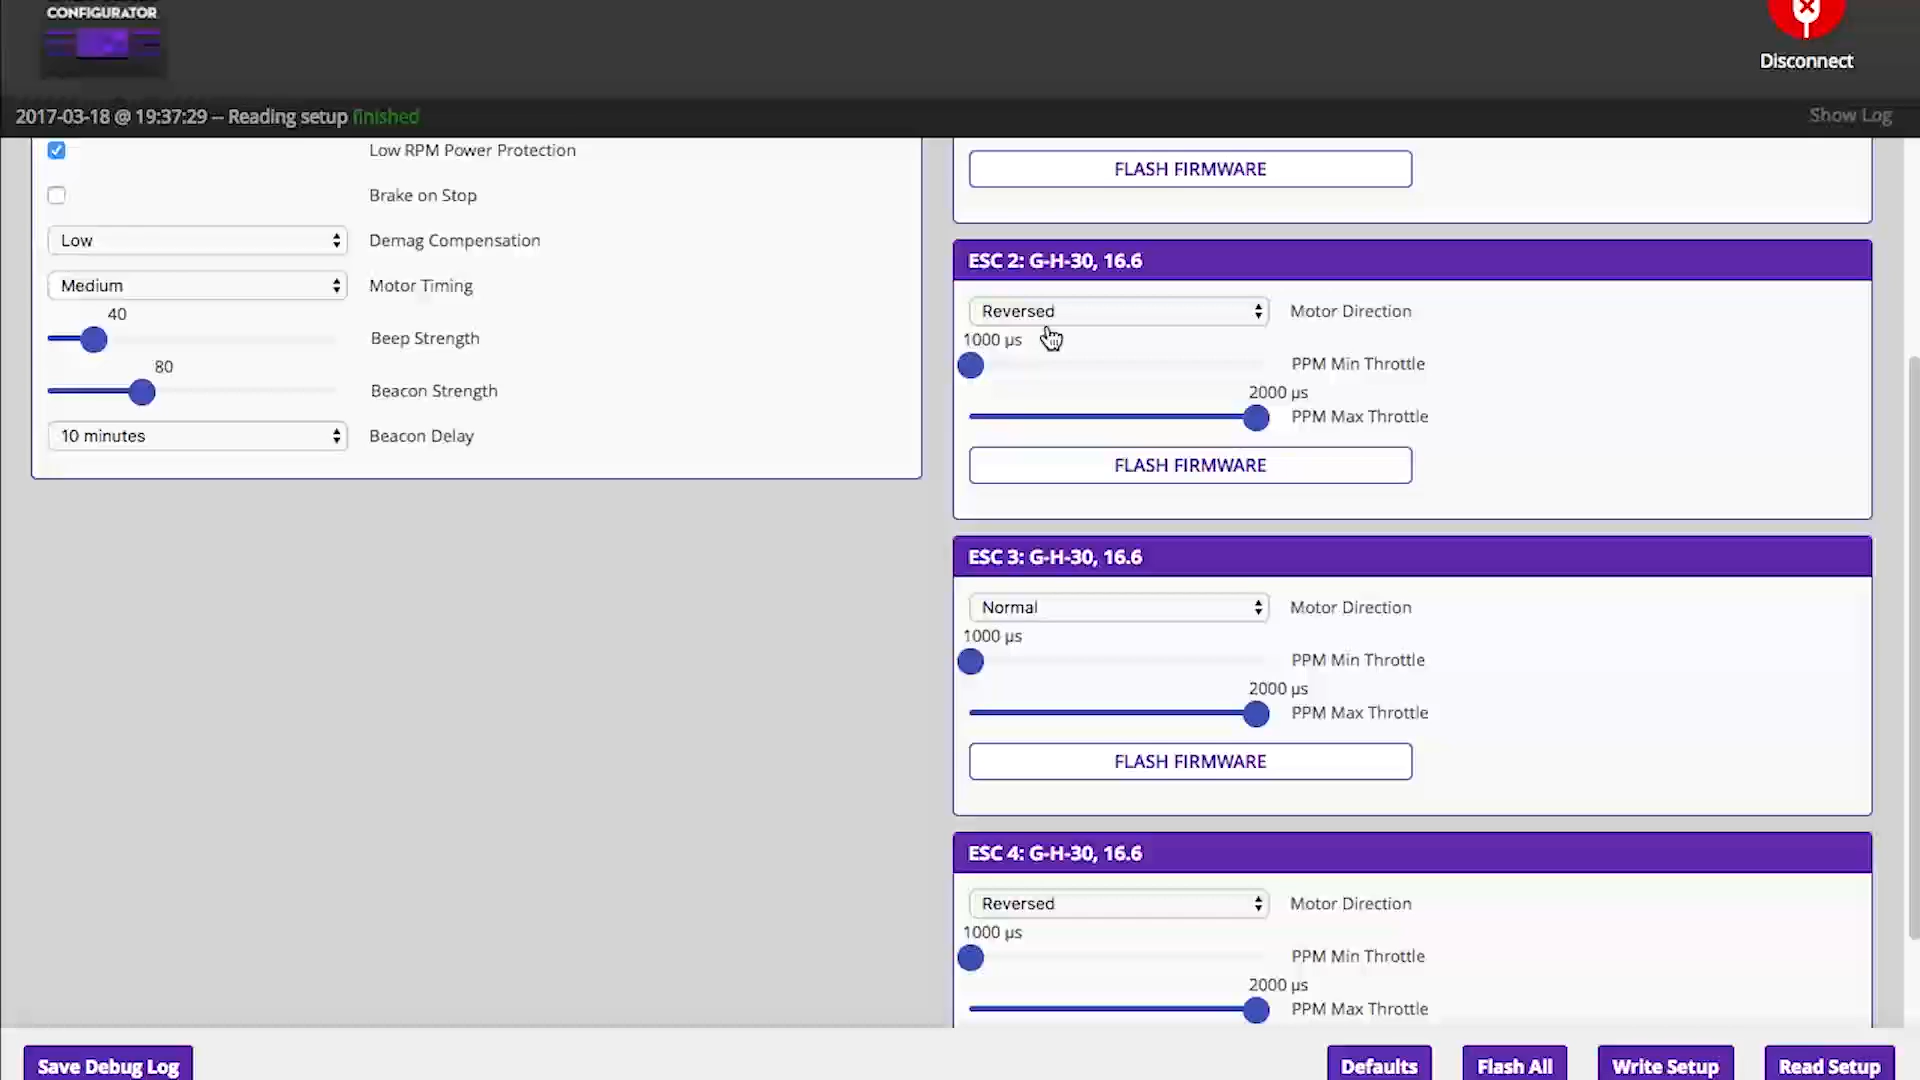 CONFIGURATOR
Disconnect
2017-03-18 @ 19:37:29 -- Reading setup finished
Show Log
Low RPM Power Protection
Brake on Stop
Low
Demag Compensation
Medium
Motor Timing
40
Beep Strength
80
Beacon Strength
10 minutes
Beacon Delay
FLASH FIRMWARE
ESC 2: G-H-30, 16.6
Reversed
Motor Direction
1000 µs
PPM Min Throttle
2000 µs
PPM Max Throttle
FLASH FIRMWARE
ESC 3: G-H-30, 16.6
Normal
Motor Direction
1000 µs
PPM Min Throttle
2000 µs
PPM Max Throttle
FLASH FIRMWARE
ESC 4: G-H-30, 16.6
Reversed
Motor Direction
1000 µs
PPM Min Throttle
2000 µs
PPM Max Throttle
Save Debug Log
Defaults
Flash All
Write Setup
Read Setup